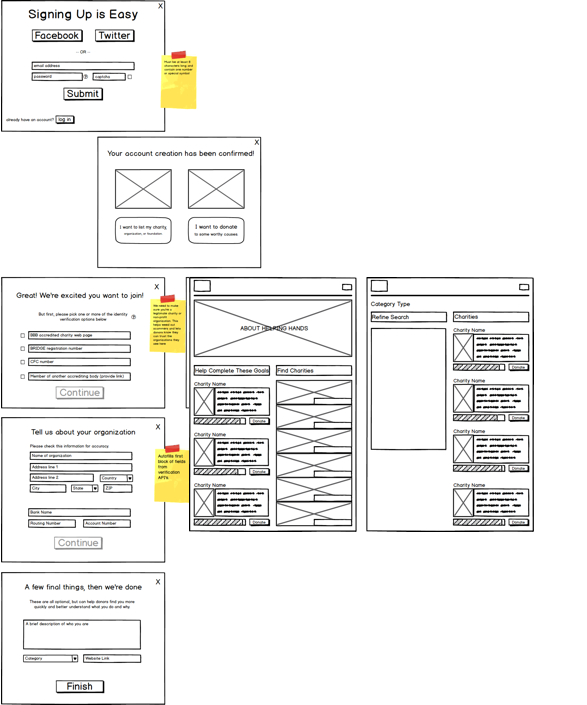 X
Signing Up is Easy
Facebook Twitter
- OR -
email address
password ? captcha
Submit
already have an account? log in
Must be at least 8
characters long and
contain one number
or special symbol
X
Your account creation has been confirmed!
I want to list my charity,
organization, or foundation
I want to donate
to some worthy causes
X
Great! We're excited you want to join!
But first, please pick one or more of the identity
verification options below
?
BBB accredited charity web page
BRIDGE registration number
CFC number
Member of another accrediting body (provide link)
Continue
We need to make
sure you're a
legitimate charity or
non-profit
organization. This
helps weed out
scammers and lets
donors know they
can trust the
organizations they
see here
X
Tell us about your organization
Please check this information for accuracy
Name of organization
Address line 1
Address line 2 Country
City State ZIP
Bank Name
Routing Number Account Number
Continue
Autofills first
block of fields
from
verification
API's
X
A few final things, then we're done
These are all optional, but can help donors find you more
quickly and better understand what you do and why
A brief description of who you are
Category Website Link
Finish
ABOUT HELPING HANDS
Help Complete These Goals Find Charities
Charity Name
Donate
Charity Name
Donate
Charity Name
Donate
Category Type
Refine Search Charities
Charity Name
Donate
Charity Name
Donate
Charity Name
Donate
Charity Name
Donate